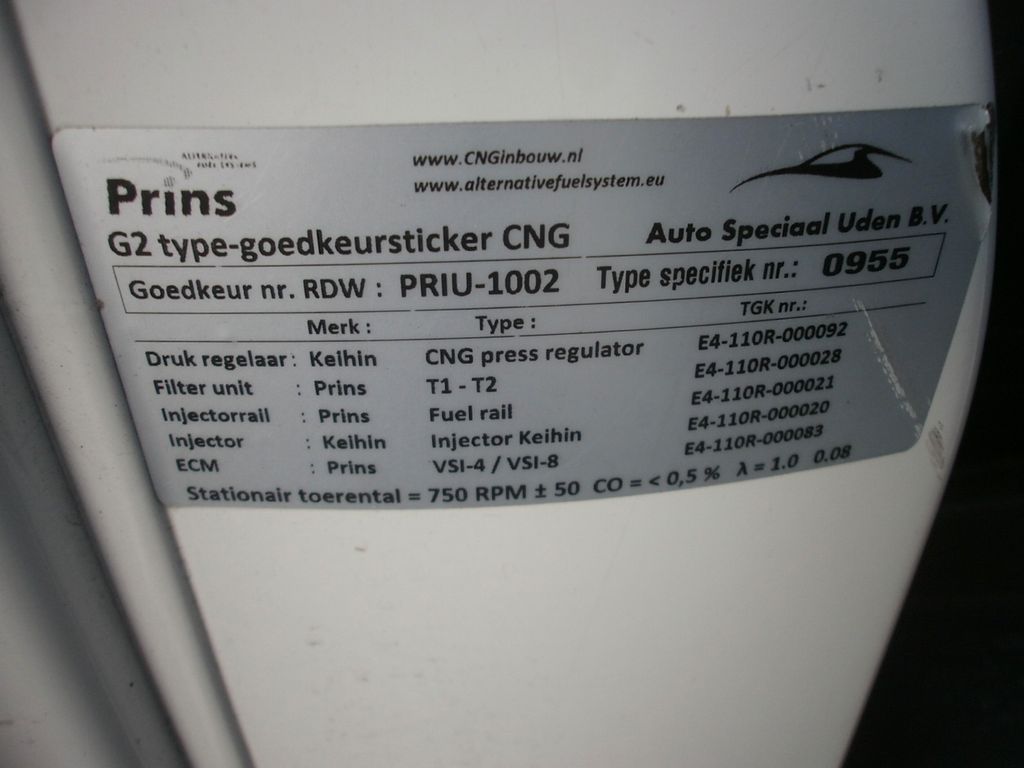 www.CNGinbouw.nl
www.alternativefuelsystem.eu
Prins
G2 type-goedkeursticker CNG
Auto Speciaal Uden B.V.
Goedkeur nr. RDW : PRIU-1002 Type specifiek nr.: 0955
Merk : Type : TGK nr.:
Druk regelaar : Keihin CNG press regulator E4-110R-000092
Filter unit : Prins T1 - T2 E4-110R-000028
Injectorrail : Prins Fuel rail E4-110R-000021
Injector : Keihin Injector Keihin E4-110R-000020
ECM : Prins VSI-4 / VSI-8 E4-110R-000083
Stationair toerental = 750 RPM ± 50 CO = < 0,5 % λ = 1.0 0.08